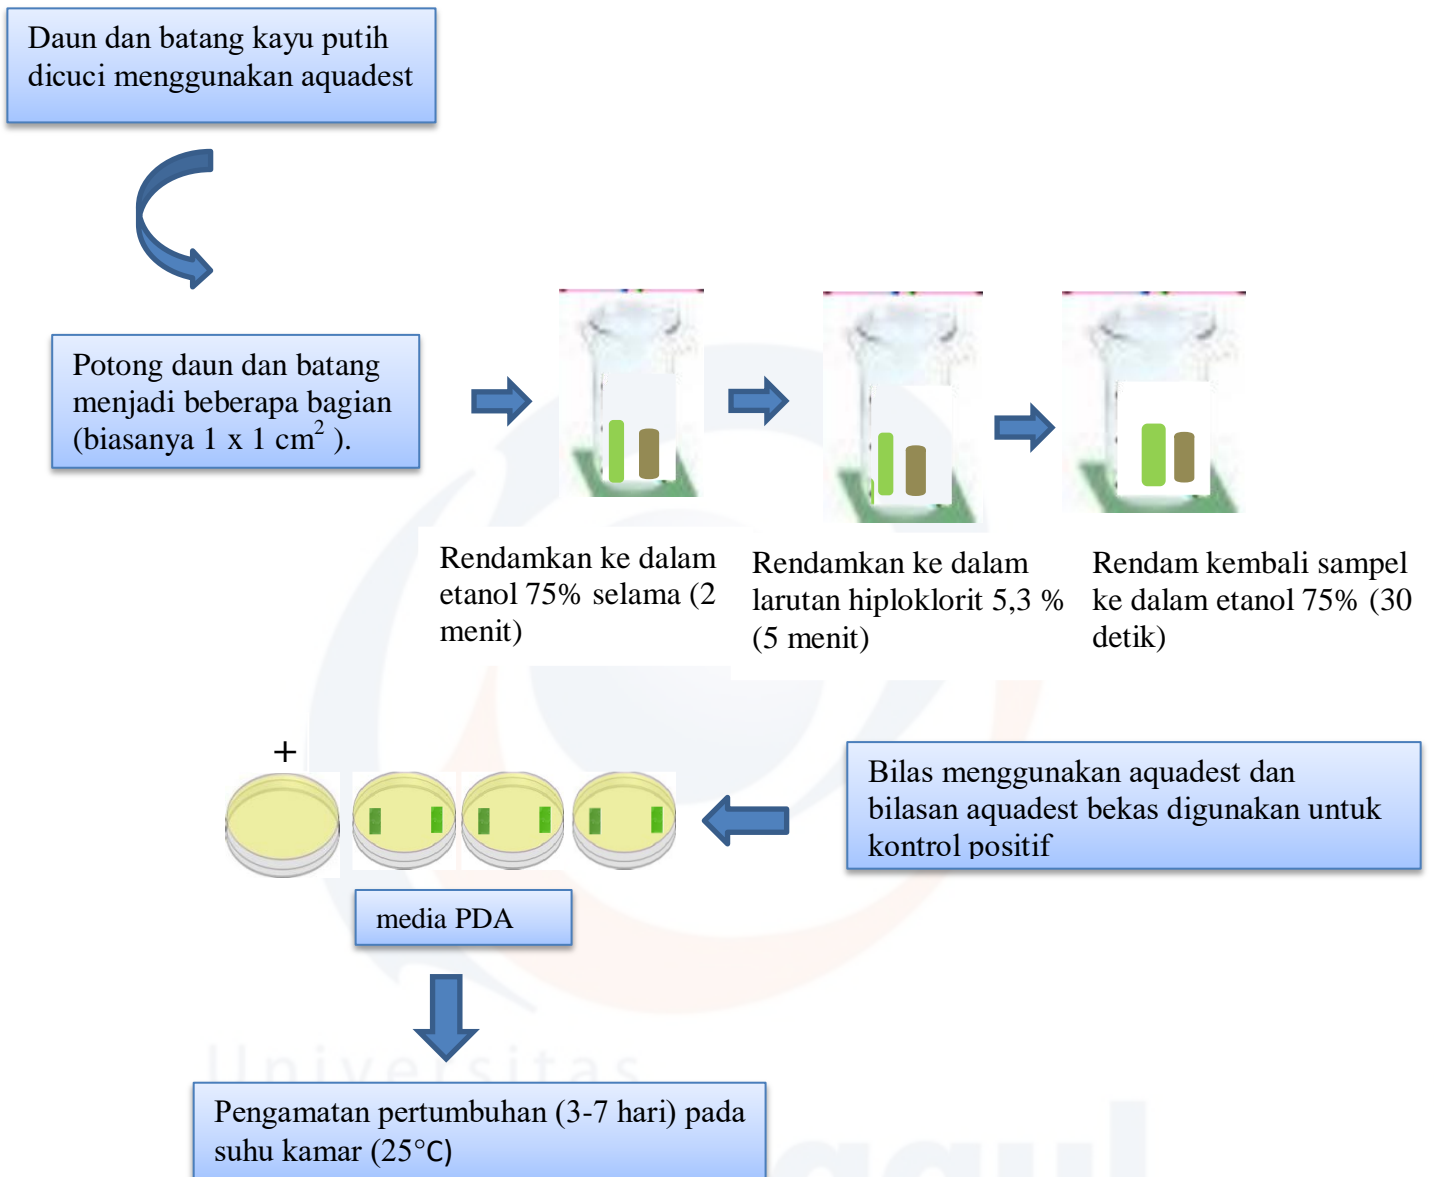 Daun dan batang kayu putih
dicuci menggunakan aquadest
Potong daun dan batang
menjadi beberapa bagian
(biasanya 1 x 1 cm² ).
Rendamkan ke dalam
etanol 75% selama (2
menit)
Rendamkan ke dalam
larutan hiploklorit 5,3 %
(5 menit)
Rendam kembali sampel
ke dalam etanol 75% (30
detik)
Bilas menggunakan aquadest dan
bilasan aquadest bekas digunakan untuk
kontrol positif
+
media PDA
Universitas
Pengamatan pertumbuhan (3-7 hari) pada
suhu kamar (25°C)